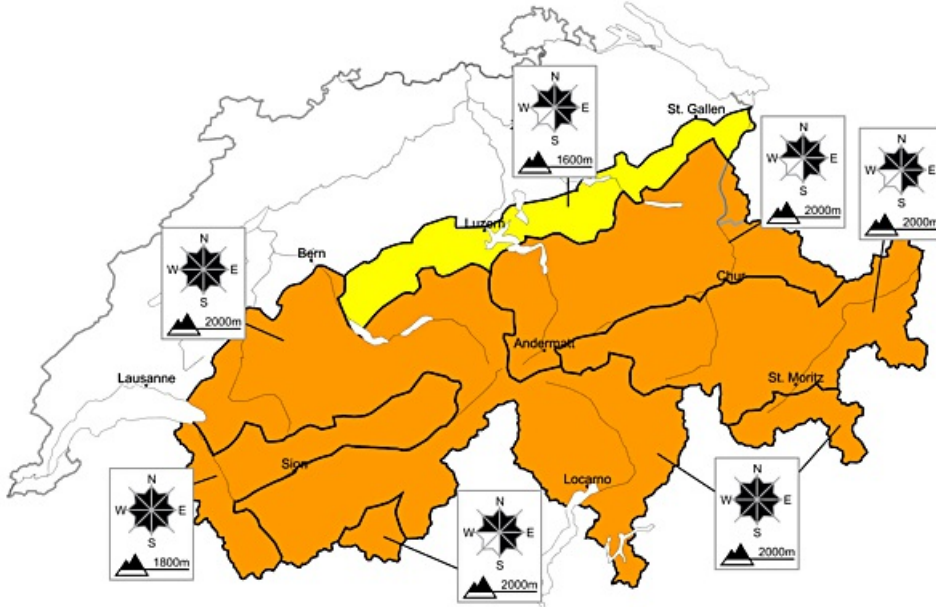 N
W E
S
1600m
St. Gallen
N
W E
S
2000m
N
W E
S
2000m
Luzern
Bern
N
W E
S
2000m
Chur
Andermatt
Lausanne
St. Moritz
Sion
Locarno
N
W E
S
1800m
N
W E
S
2000m
N
W E
S
2000m